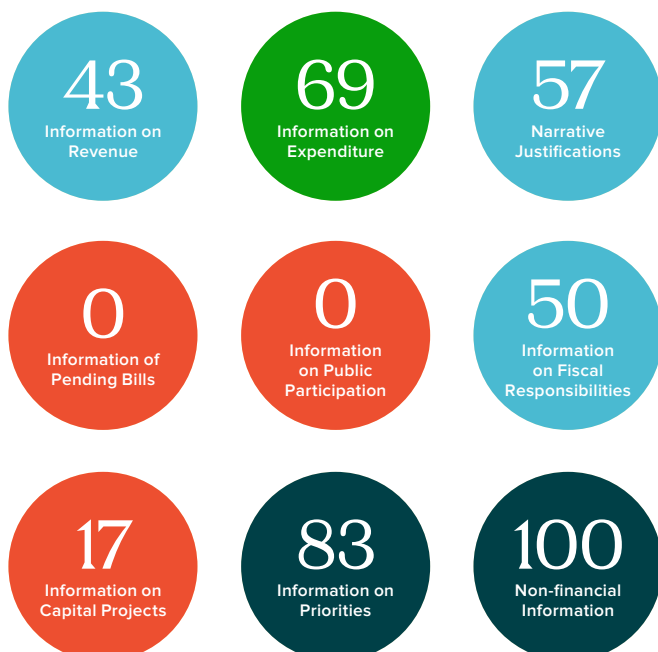 43
Information on
Revenue
69
Information on
Expenditure
57
Narrative
Justifications
0
Information of
Pending Bills
0
Information
on Public
Participation
50
Information
on Fiscal
Responsibilities
17
Information on
Capital Projects
83
Information on
Priorities
100
Non-financial
Information